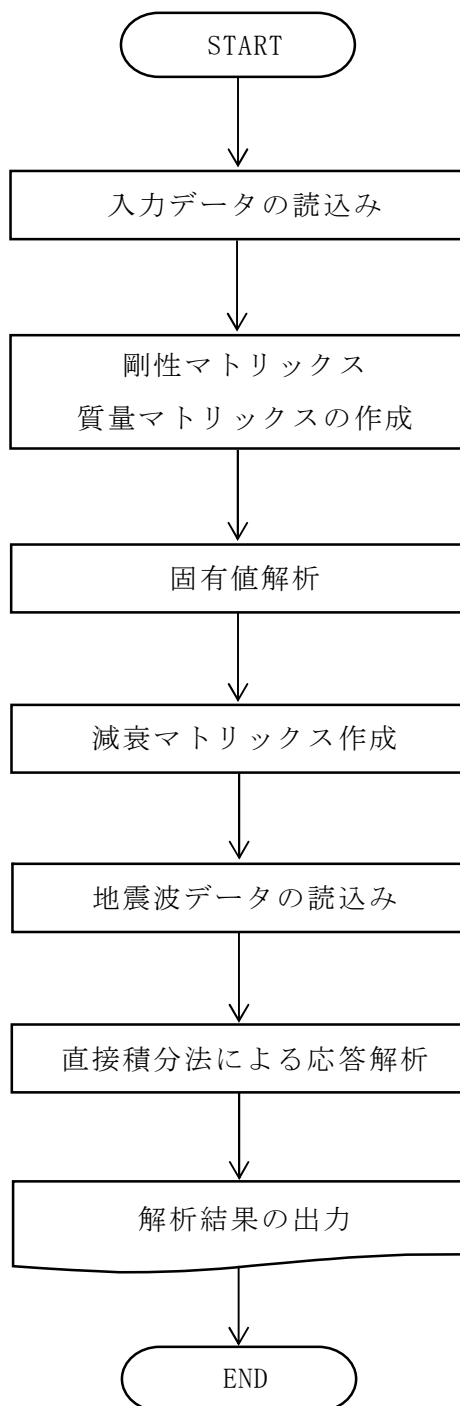 START
入力データの読込み
剛性マトリックス
質量マトリックスの作成
固有値解析
減衰マトリックス作成
地震波データの読込み
直接積分法による応答解析
解析結果の出力
END